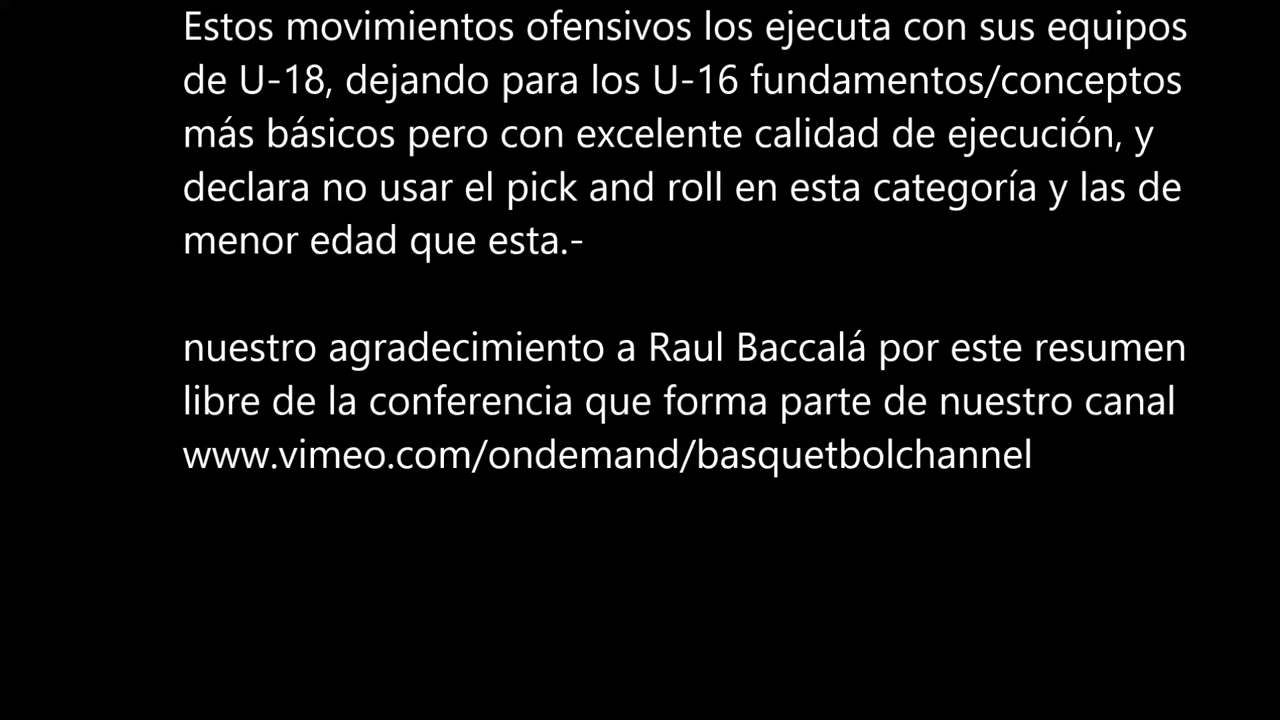 Estos movimientos ofensivos los ejecuta con sus equipos
de U-18, dejando para los U-16 fundamentos/conceptos
más básicos pero con excelente calidad de ejecución, y
declara no usar el pick and roll en esta categoría y las de
menor edad que esta.-
nuestro agradecimiento a Raul Baccalá por este resumen
libre de la conferencia que forma parte de nuestro canal
www.vimeo.com/ondemand/basquetbolchannel